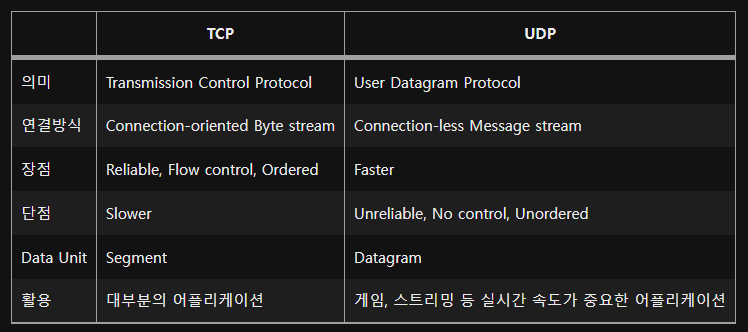 TCP UDP
의미 Transmission Control Protocol User Datagram Protocol
연결방식 Connection-oriented Byte stream Connection-less Message stream
장점 Reliable, Flow control, Ordered Faster
단점 Slower Unreliable, No control, Unordered
Data Unit Segment Datagram
활용 대부분의 어플리케이션 게임, 스트리밍 등 실시간 속도가 중요한 어플리케이션